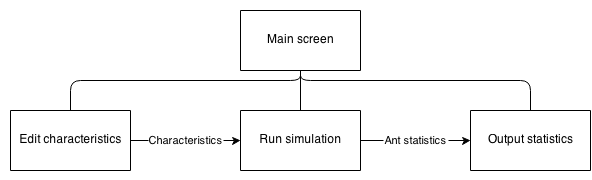 Main screen
Edit characteristics
Characteristics
Run simulation
Ant statistics
Output statistics